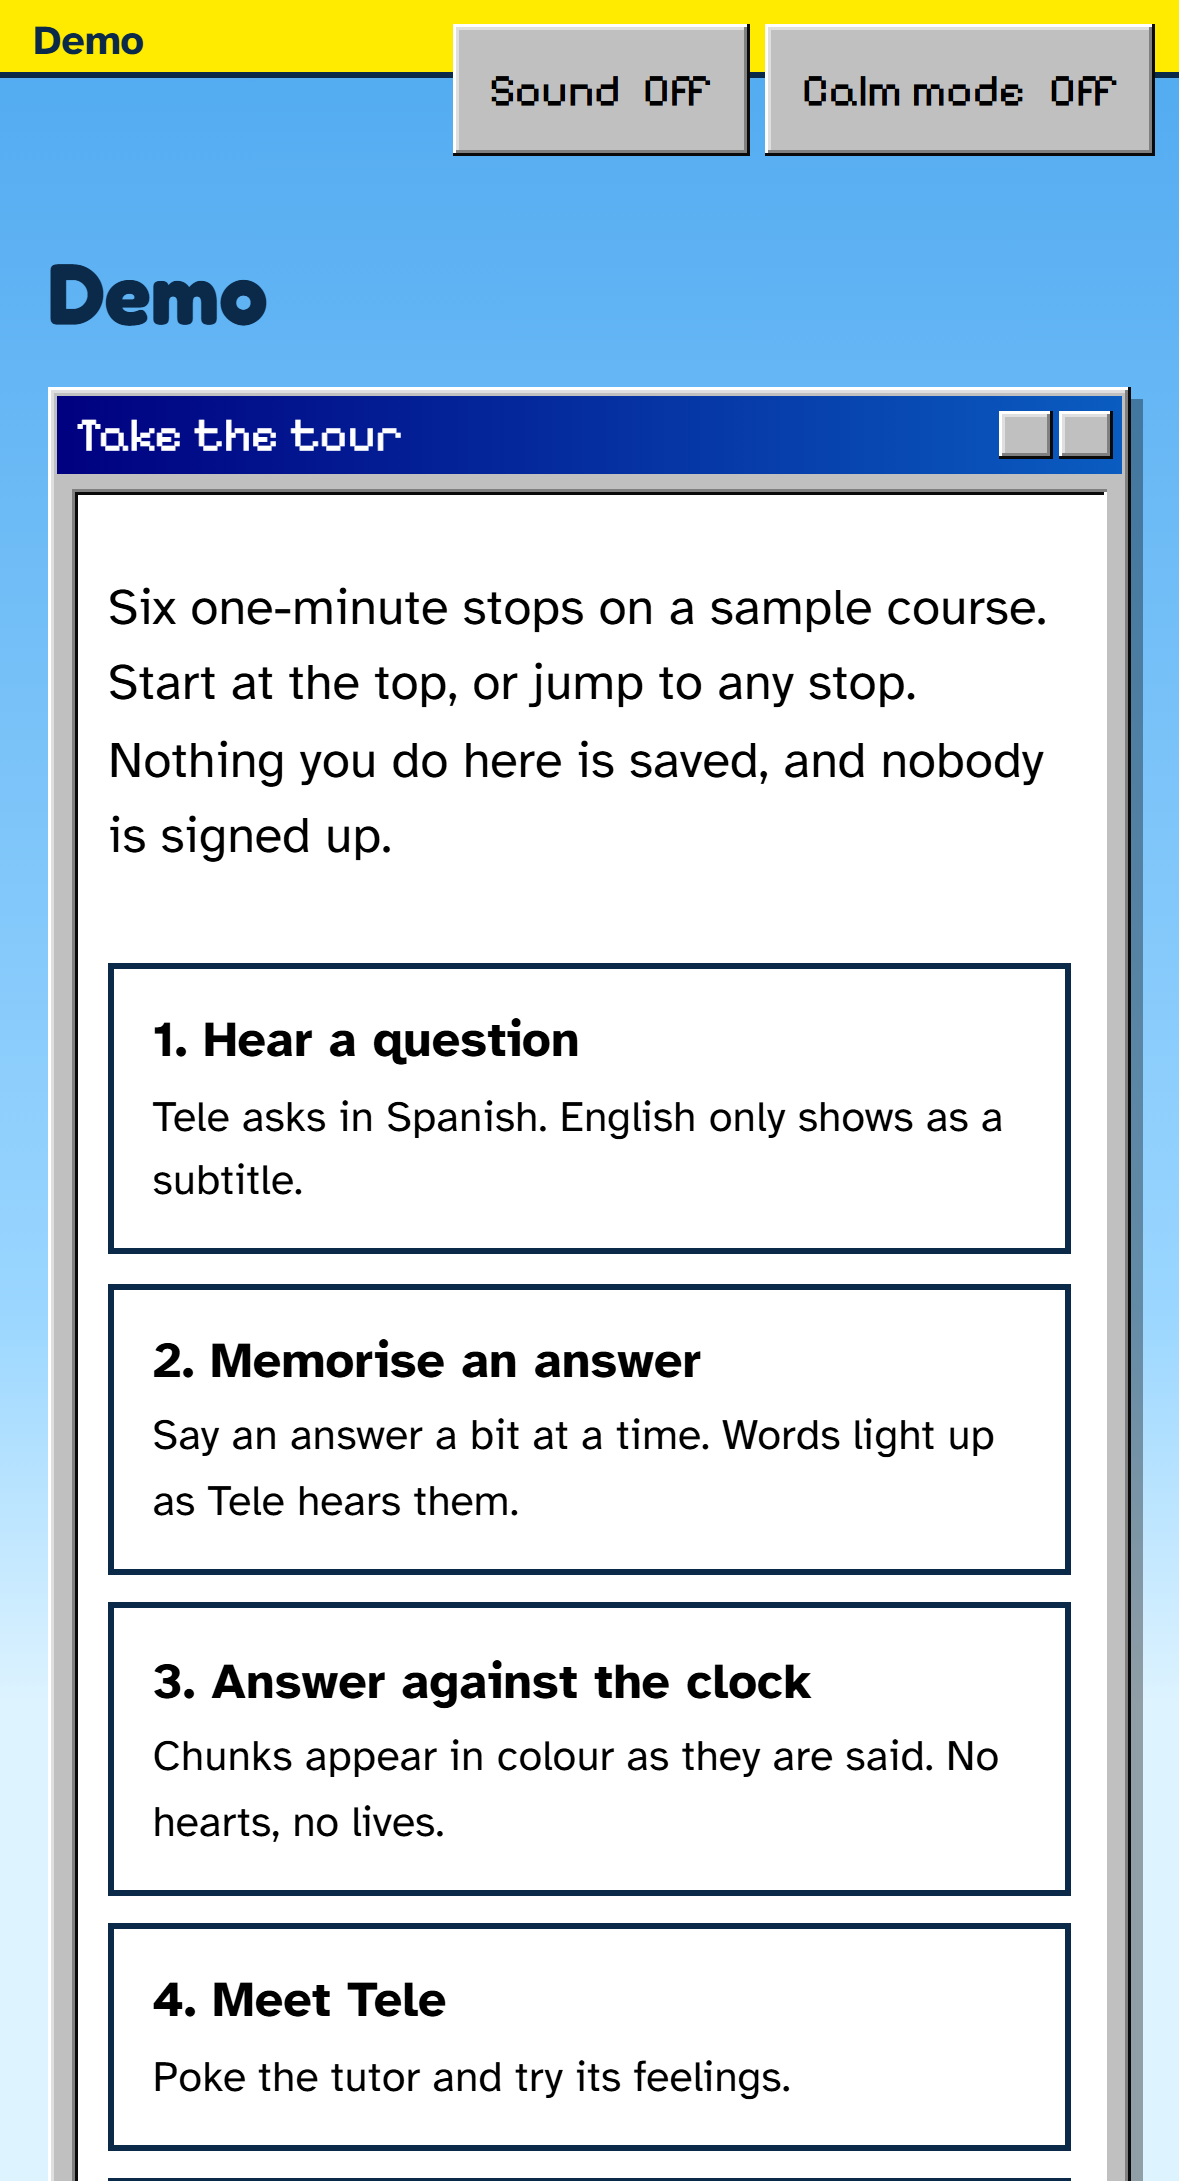 Demo
Sound Off
Calm mode Off
Demo
Take the tour
Six one-minute stops on a sample course.
Start at the top, or jump to any stop.
Nothing you do here is saved, and nobody
is signed up.
1. Hear a question
Tele asks in Spanish. English only shows as a
subtitle.
2. Memorise an answer
Say an answer a bit at a time. Words light up
as Tele hears them.
3. Answer against the clock
Chunks appear in colour as they are said. No
hearts, no lives.
4. Meet Tele
Poke the tutor and try its feelings.